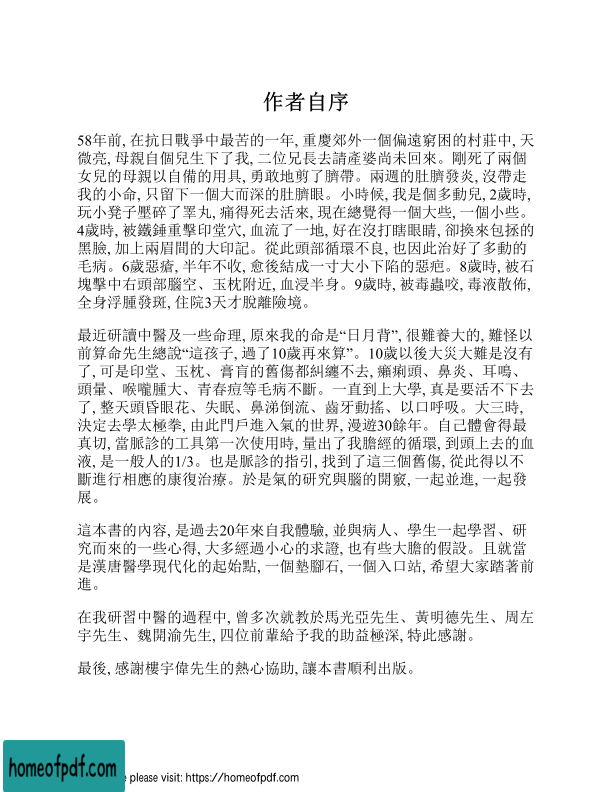 作者自序
58年前, 在抗日戰爭中最苦的一年, 重慶郊外一個偏遠窮困的村莊中, 天
微亮, 母親自個兒生下了我, 二位兄長去請產婆尚未回來。剛死了兩個
女兒的母親以自備的用具, 勇敢地剪了臍帶。兩週的肚臍發炎, 沒帶走
我的小命, 只留下一個大而深的肚臍眼。小時候, 我是個多動兒, 2歲時,
玩小凳子壓碎了睪丸, 痛得死去活來, 現在總覺得一個大些, 一個小些。
4歲時, 被鐵錘重擊印堂穴, 血流了一地, 好在沒打瞎眼睛, 卻換來包拯的
黑臉, 加上兩眉間的大印記。從此頭部循環不良, 也因此治好了多動的
毛病。6歲惡瘡, 半年不收, 愈後結成一寸大小下陷的惡疤。8歲時, 被石
塊擊中右頭部腦空、玉枕附近, 血浸半身。9歲時, 被毒蟲咬, 毒液散佈,
全身浮腫發斑, 住院3天才脫離險境。
最近研讀中醫及一些命理, 原來我的命是“日月背”, 很難養大的, 難怪以
前算命先生總說“這孩子, 過了10歲再來算”。10歲以後大災大難是沒有
了, 可是印堂、玉枕、膏肓的舊傷都糾纏不去, 癩痢頭、鼻炎、耳鳴、
頭暈、喉嚨腫大、青春痘等毛病不斷。一直到上大學, 真是要活不下去
了, 整天頭昏眼花、失眠、鼻涕倒流、齒牙動搖、以口呼吸。大三時,
決定去學太極拳, 由此門戶進入氣的世界, 漫遊30餘年。自己體會得最
真切, 當脈診的工具第一次使用時, 量出了我膽經的循環, 到頭上去的血
液, 是一般人的1/3。也是脈診的指引, 找到了這三個舊傷, 從此得以不
斷進行相應的康復治療。於是氣的研究與腦的開竅, 一起並進, 一起發
展。
這本書的內容, 是過去20年來自我體驗, 並與病人、學生一起學習、研
究而來的一些心得, 大多經過小心的求證, 也有些大膽的假設。且就當
是漢唐醫學現代化的起始點, 一個墊腳石, 一個入口站, 希望大家踏著前
進。
在我研習中醫的過程中, 曾多次就教於馬光亞先生、黃明德先生、周左
宇先生、魏開渝先生, 四位前輩給予我的助益極深, 特此感謝。
最後, 感謝樓宇偉先生的熱心協助, 讓本書順利出版。
homeofpdf.com
e please visit: https://homeofpdf.com